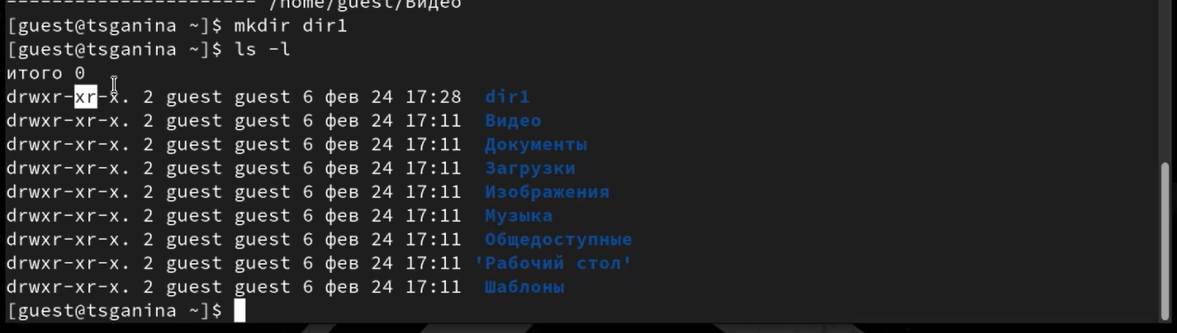 ---------------------- /home/guest/Видео
[guest@tsganina ~]$ mkdir dir1
[guest@tsganina ~]$ ls -l
итого 0
drwxr-xr-x. 2 guest guest 6 фев 24 17:28  dir1
drwxr-xr-x. 2 guest guest 6 фев 24 17:11  Видео
drwxr-xr-x. 2 guest guest 6 фев 24 17:11  Документы
drwxr-xr-x. 2 guest guest 6 фев 24 17:11  Загрузки
drwxr-xr-x. 2 guest guest 6 фев 24 17:11  Изображения
drwxr-xr-x. 2 guest guest 6 фев 24 17:11  Музыка
drwxr-xr-x. 2 guest guest 6 фев 24 17:11  Общедоступные
drwxr-xr-x. 2 guest guest 6 фев 24 17:11 'Рабочий стол'
drwxr-xr-x. 2 guest guest 6 фев 24 17:11  Шаблоны
[guest@tsganina ~]$